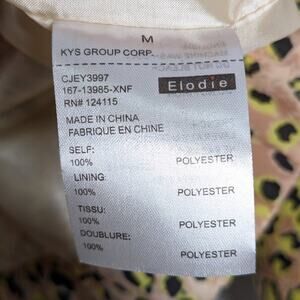 M
KYS GROUP CORP.
CJEY3997
167-13985-XNF
RN# 124115
Elodie
MADE IN CHINA
FABRIQUE EN CHINE
SELF:
100% POLYESTER
LINING:
100% POLYESTER
TISSU:
100% POLYESTER
DOUBLURE:
100% POLYESTER